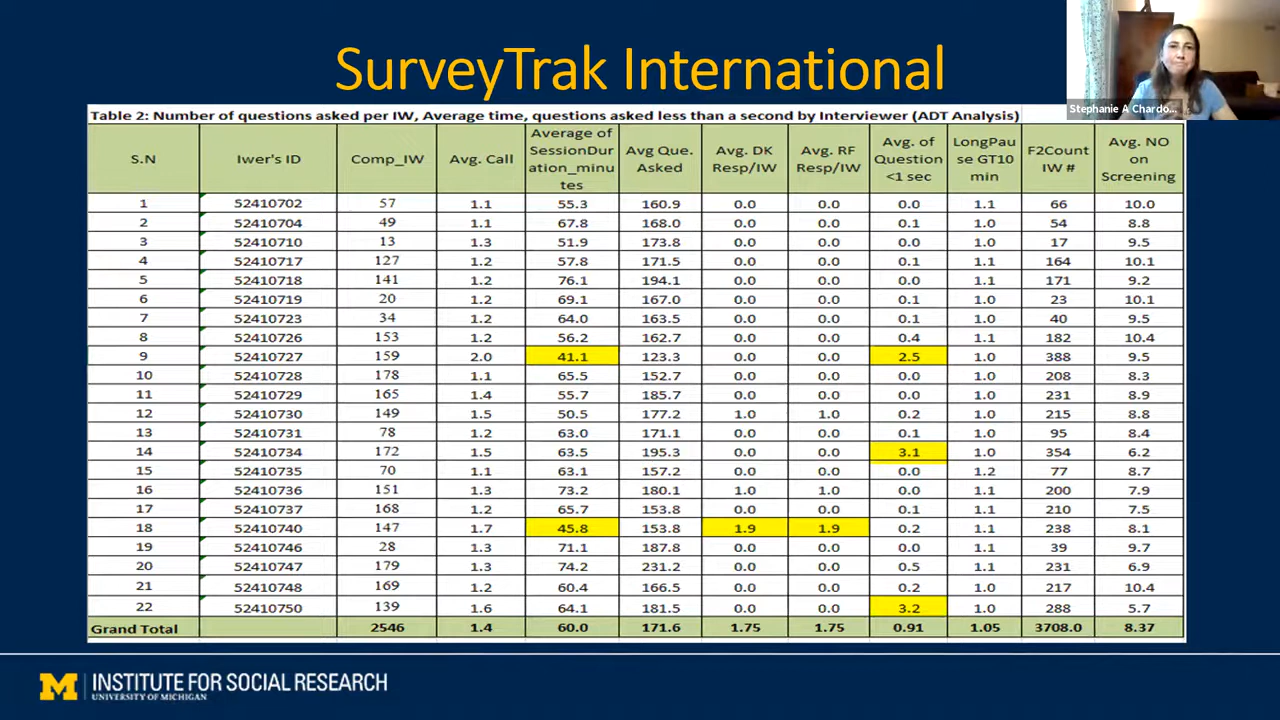 SurveyTrak International
Stephanie A Chardo...
Table 2: Number of questions asked per IW, Average time, questions asked less than a second by Interviewer (ADT Analysis)
S.N Iwer's ID Comp_IW Avg. Call Average of SessionDuration_minutes Avg Que. Asked Avg. DK Resp/IW Avg. RF Resp/IW Avg. of Question <1 sec LongPause GT10 min F2Count IW # Avg. NO on Screening
1 52410702 57 1.1 55.3 160.9 0.0 0.0 0.0 1.1 66 10.0
2 52410704 49 1.1 67.8 168.0 0.0 0.0 0.1 1.0 54 8.8
3 52410710 13 1.3 51.9 173.8 0.0 0.0 0.0 1.0 17 9.5
4 52410717 127 1.2 57.8 171.5 0.0 0.0 0.1 1.1 164 10.1
5 52410718 141 1.2 76.1 194.1 0.0 0.0 0.0 1.1 171 9.2
6 52410719 20 1.2 69.1 167.0 0.0 0.0 0.1 1.0 23 10.1
7 52410723 34 1.2 64.0 163.5 0.0 0.0 0.1 1.0 40 9.5
8 52410726 153 1.2 56.2 162.7 0.0 0.0 0.4 1.1 182 10.4
9 52410727 159 2.0 41.1 123.3 0.0 0.0 2.5 1.0 388 9.5
10 52410728 178 1.1 65.5 152.7 0.0 0.0 0.0 1.0 208 8.3
11 52410729 165 1.4 55.7 185.7 0.0 0.0 0.0 1.0 231 8.9
12 52410730 149 1.5 50.5 177.2 1.0 1.0 0.2 1.0 215 8.8
13 52410731 78 1.2 63.0 171.1 0.0 0.0 0.1 1.0 95 8.4
14 52410734 172 1.5 63.5 195.3 0.0 0.0 3.1 1.0 354 6.2
15 52410735 70 1.1 63.1 157.2 0.0 0.0 0.0 1.2 77 8.7
16 52410736 151 1.3 73.2 180.1 1.0 1.0 0.0 1.1 200 7.9
17 52410737 168 1.2 65.7 153.8 0.0 0.0 0.1 1.1 210 7.5
18 52410740 147 1.7 45.8 153.8 1.9 1.9 0.2 1.1 238 8.1
19 52410746 28 1.3 71.1 187.8 0.0 0.0 0.0 1.1 39 9.7
20 52410747 179 1.3 74.2 231.2 0.0 0.0 0.5 1.1 231 6.9
21 52410748 169 1.2 60.4 166.5 0.0 0.0 0.2 1.0 217 10.4
22 52410750 139 1.6 64.1 181.5 0.0 0.0 3.2 1.0 288 5.7
Grand Total 2546 1.4 60.0 171.6 1.75 1.75 0.91 1.05 3708.0 8.37
M INSTITUTE FOR SOCIAL RESEARCH
UNIVERSITY OF MICHIGAN